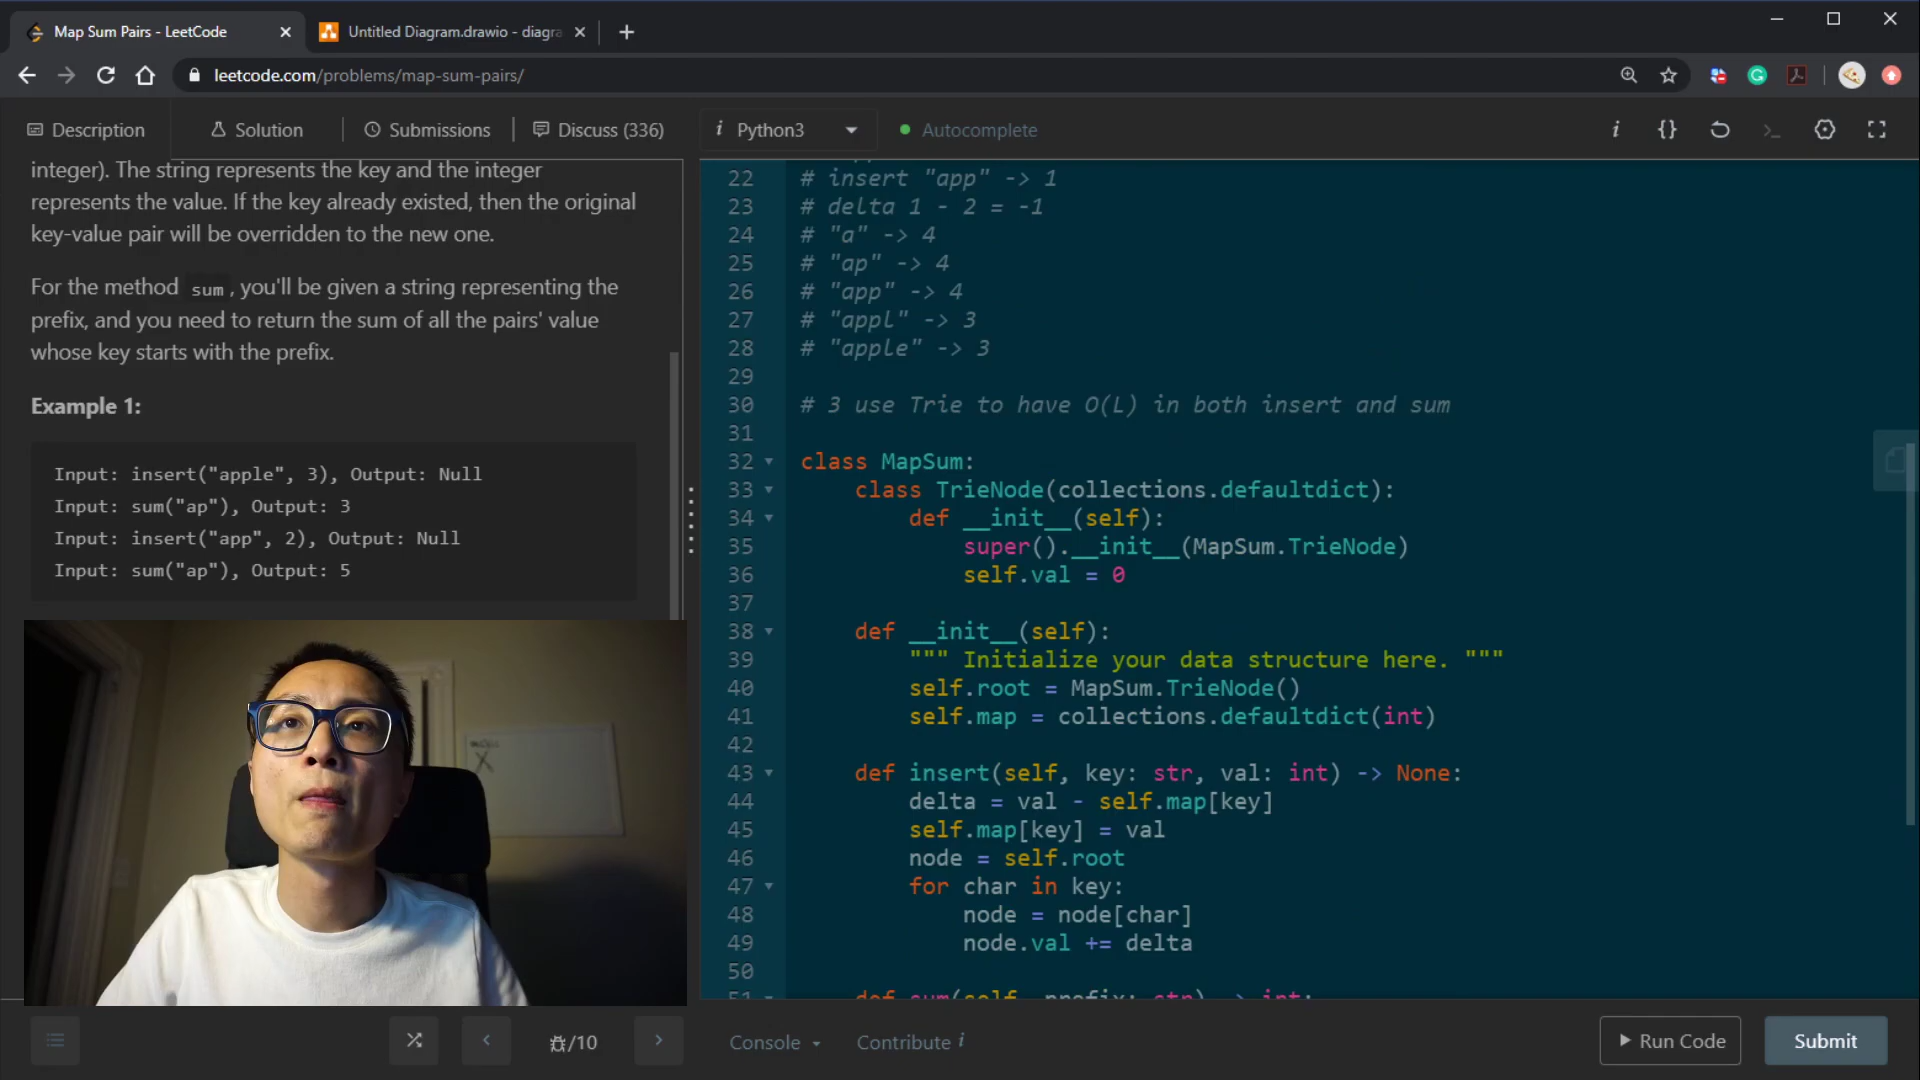 Map Sum Pairs - LeetCode
Untitled Diagram.drawio - diagra
leetcode.com/problems/map-sum-pairs/
Description
Solution
Submissions
Discuss (336)
i Python3
Autocomplete
integer). The string represents the key and the integer
represents the value. If the key already existed, then the original
key-value pair will be overridden to the new one.
For the method sum, you'll be given a string representing the
prefix, and you need to return the sum of all the pairs' value
whose key starts with the prefix.
Example 1:
Input: insert("apple", 3), Output: Null
Input: sum("ap"), Output: 3
Input: insert("app", 2), Output: Null
Input: sum("ap"), Output: 5
22 # insert "app" -> 1
23 # delta 1 - 2 = -1
24 # "a" -> 4
25 # "ap" -> 4
26 # "app" -> 4
27 # "appl" -> 3
28 # "apple" -> 3
29
30 # 3 use Trie to have O(L) in both insert and sum
31
32 class MapSum:
33 class TrieNode(collections.defaultdict):
34 def __init__(self):
35 super().__init__(MapSum.TrieNode)
36 self.val = 0
37
38 def __init__(self):
39 """ Initialize your data structure here. """
40 self.root = MapSum.TrieNode()
41 self.map = collections.defaultdict(int)
42
43 def insert(self, key: str, val: int) -> None:
44 delta = val - self.map[key]
45 self.map[key] = val
46 node = self.root
47 for char in key:
48 node = node[char]
49 node.val += delta
50
51 def sum(self, prefix: str) -> int:
/10
Console
Contribute i
Run Code
Submit